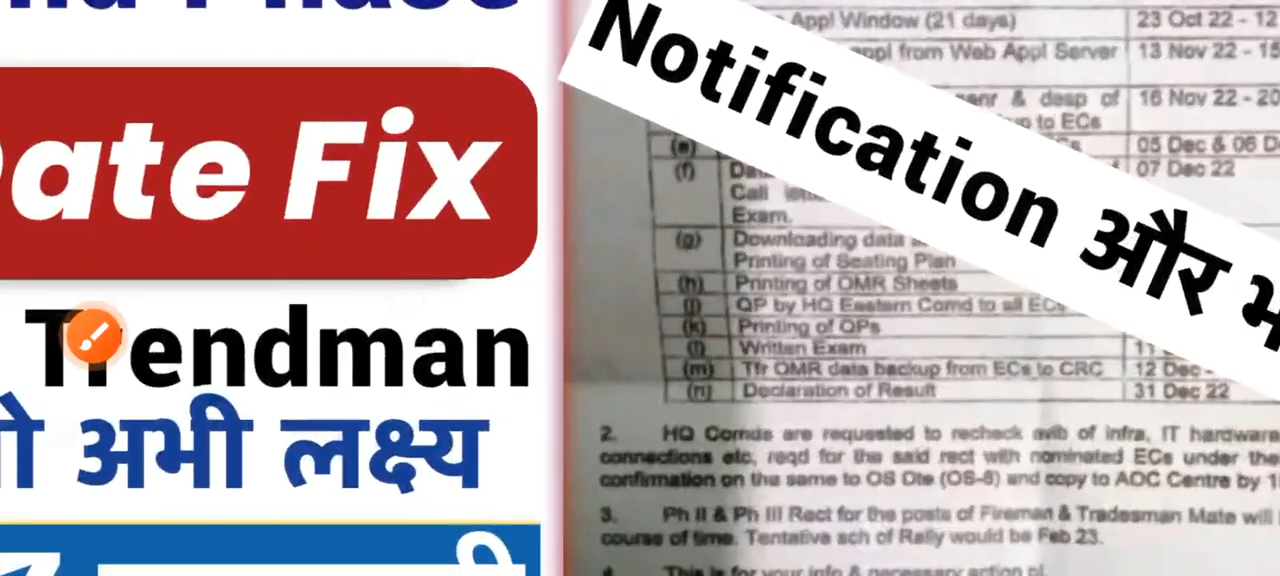 Date Fix
Trendman
अभी लक्ष्य
Notification और
Appl Window (21 days) 23 Oct 22 - 12
appl from Web Appl Server 13 Nov 22 - 15
& desp of 16 Nov 22 - 20
to ECs
(e) 05 Dec & 06 D
(f) 07 Dec 22
Call
Exam.
(g) Downloading data
Printing of Seating Plan
(h) Printing of OMR Sheets
(j) QP by HQ Eastern Comd to all ECs
(k) Printing of QPs
(l) Written Exam 11
(m) Tfr OMR data backup from ECs to CRC 12 Dec
(n) Declaration of Result 31 Dec 22
2. HQ Comds are requested to recheck avib of infra, IT hardware
connections etc, reqd for the said rect with nominated ECs under the
confirmation on the same to OS Dte (OS-8) and copy to AOC Centre by 1
3. Ph II & Ph III Rect for the posts of Fireman & Tradesman Mate will
course of time. Tentative sch of Rally would be Feb 23.
4. This is for your info & necessary action pl.